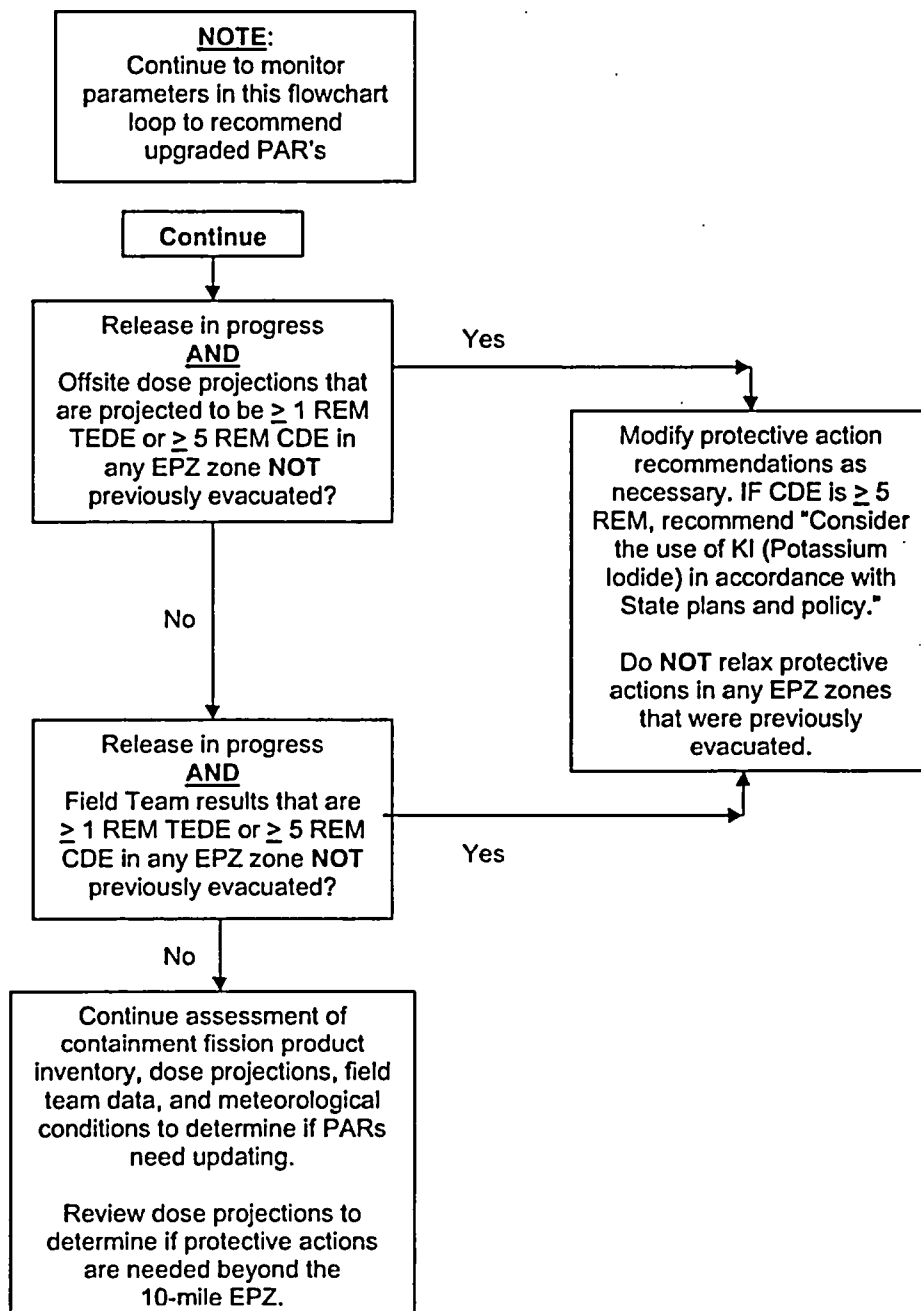 NOTE:
Continue to monitor
parameters in this flowchart
loop to recommend
upgraded PAR's
Continue
Release in progress
AND
Offsite dose projections that
are projected to be ≥ 1 REM
TEDE or ≥ 5 REM CDE in
any EPZ zone NOT
previously evacuated?
Yes
Modify protective action
recommendations as
necessary. IF CDE is ≥ 5
REM, recommend "Consider
the use of KI (Potassium
Iodide) in accordance with
State plans and policy."
Do NOT relax protective
actions in any EPZ zones
that were previously
evacuated.
No
Release in progress
AND
Field Team results that are
≥ 1 REM TEDE or ≥ 5 REM
CDE in any EPZ zone NOT
previously evacuated?
Yes
No
Continue assessment of
containment fission product
inventory, dose projections, field
team data, and meteorological
conditions to determine if PARs
need updating.
Review dose projections to
determine if protective actions
are needed beyond the
10-mile EPZ.